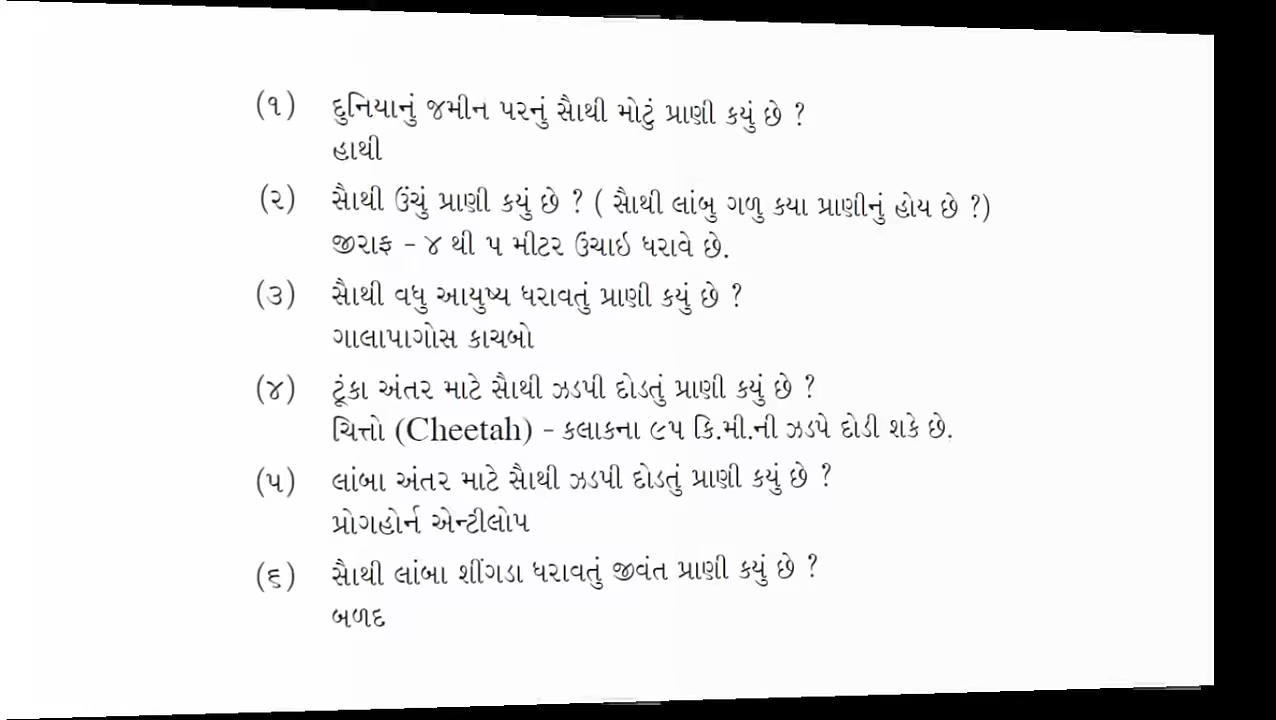 (૧) દુનિયાનું જમીન પરનું સૌથી મોટું પ્રાણી કયું છે ?
હાથી
(૨) સૌથી ઉંચું પ્રાણી કયું છે ? ( સૌથી લાંબુ ગળુ કયા પ્રાણીનું હોય છે ?)
જીરાફ - ૪ થી ૫ મીટર ઉંચાઇ ધરાવે છે.
(૩) સૌથી વધુ આયુષ્ય ધરાવતું પ્રાણી કયું છે ?
ગાલાપાગોસ કાચબો
(૪) ટૂંકા અંતર માટે સૌથી ઝડપી દોડતું પ્રાણી કયું છે ?
ચિત્તો (Cheetah) - કલાકના ૯૫ કિ.મી.ની ઝડપે દોડી શકે છે.
(૫) લાંબા અંતર માટે સૌથી ઝડપી દોડતું પ્રાણી કયું છે ?
પ્રોગહોર્ન એન્ટીલોપ
(૬) સૌથી લાંબા શીંગડા ધરાવતું જીવંત પ્રાણી કયું છે ?
બળદ